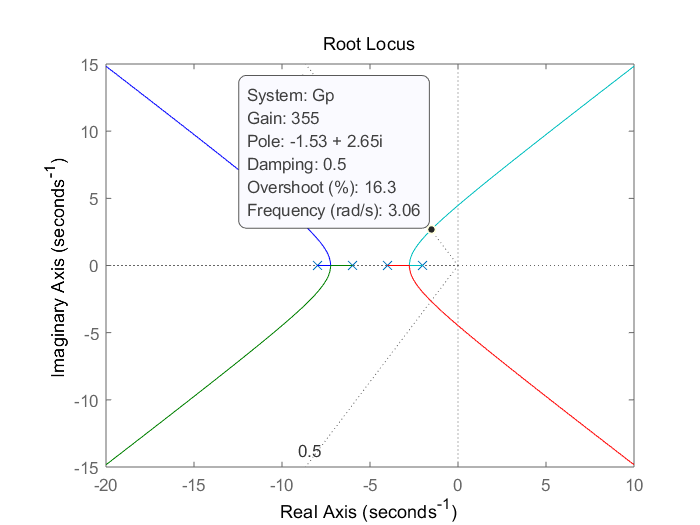 Root Locus
15
System: Gp
Gain: 355
Pole: -1.53 + 2.65i
Damping: 0.5
Overshoot (%): 16.3
Frequency (rad/s): 3.06
10
5
0
-5
-10
-15
0.5
-20
-15
-10
-5
0
5
10
Real Axis (seconds⁻¹)
Imaginary Axis (seconds⁻¹)